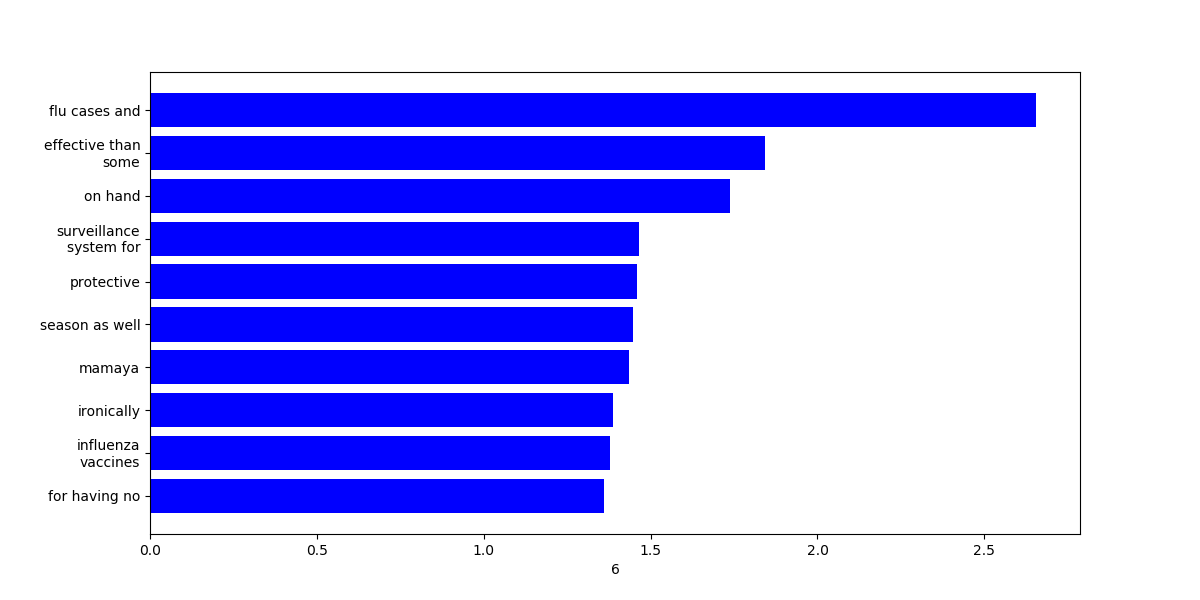 flu cases and
effective than
some
on hand
surveillance
system for
protective
season as well
mamaya
ironically
influenza
vaccines
for having no
0.0 0.5 1.0 1.5 2.0 2.5
6